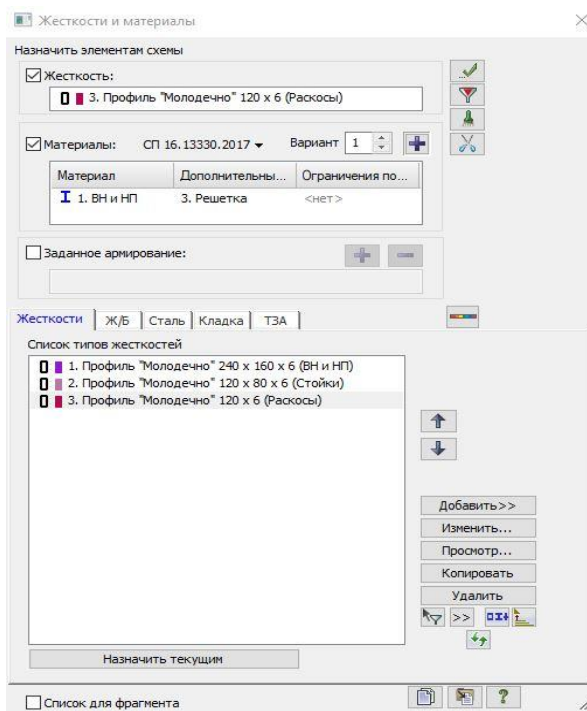 Жесткости и материалы
Назначить элементам схемы
Жесткость:
3. Профиль "Молодечно" 120 x 6 (Раскосы)
Материалы: СП 16.13330.2017 Вариант 1
Материал Дополнительны... Ограничения по...
1. ВН и НП 3. Решетка <нет>
Заданное армирование:
Жесткости Ж/Б Сталь Кладка ТЗА
Список типов жесткостей
1. Профиль "Молодечно" 240 x 160 x 6 (ВН и НП)
2. Профиль "Молодечно" 120 x 80 x 6 (Стойки)
3. Профиль "Молодечно" 120 x 6 (Раскосы)
Добавить>>
Изменить...
Просмотр...
Копировать
Удалить
>>
Назначить текущим
Список для фрагмента
?